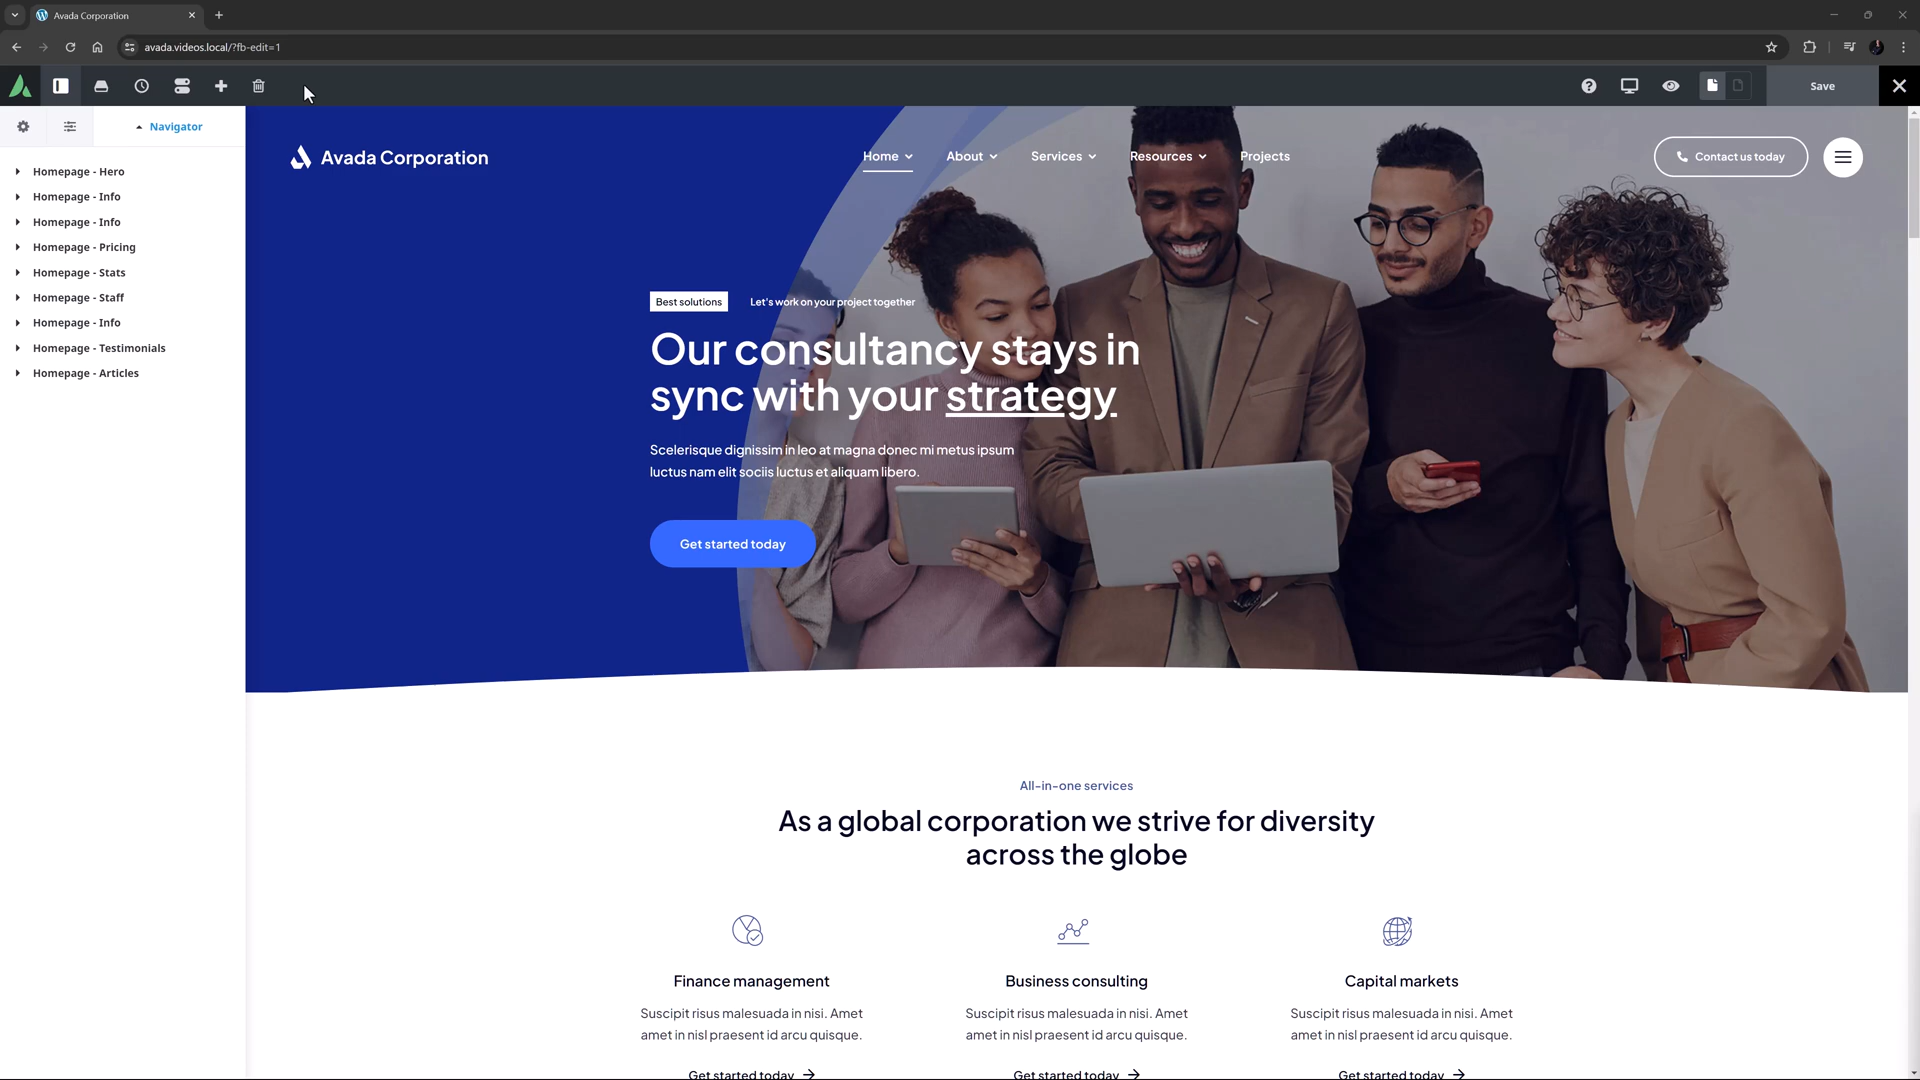 Avada Corporation
avada.videos.local/?fb-edit=1
Save
Navigator
Homepage - Hero
Homepage - Info
Homepage - Info
Homepage - Pricing
Homepage - Stats
Homepage - Staff
Homepage - Info
Homepage - Testimonials
Homepage - Articles
Avada Corporation
Home
About
Services
Resources
Projects
Contact us today
Best solutions
Let's work on your project together
Our consultancy stays in
sync with your strategy.
Scelerisque dignissim in leo at magna donec mi metus ipsum
luctus nam elit sociis luctus et aliquam libero.
Get started today
All-in-one services
As a global corporation we strive for diversity
across the globe
Finance management
Suscipit risus malesuada in nisi. Amet
amet in nisl praesent id arcu quisque.
Get started today
Business consulting
Suscipit risus malesuada in nisi. Amet
amet in nisl praesent id arcu quisque.
Get started today
Capital markets
Suscipit risus malesuada in nisi. Amet
amet in nisl praesent id arcu quisque.
Get started today